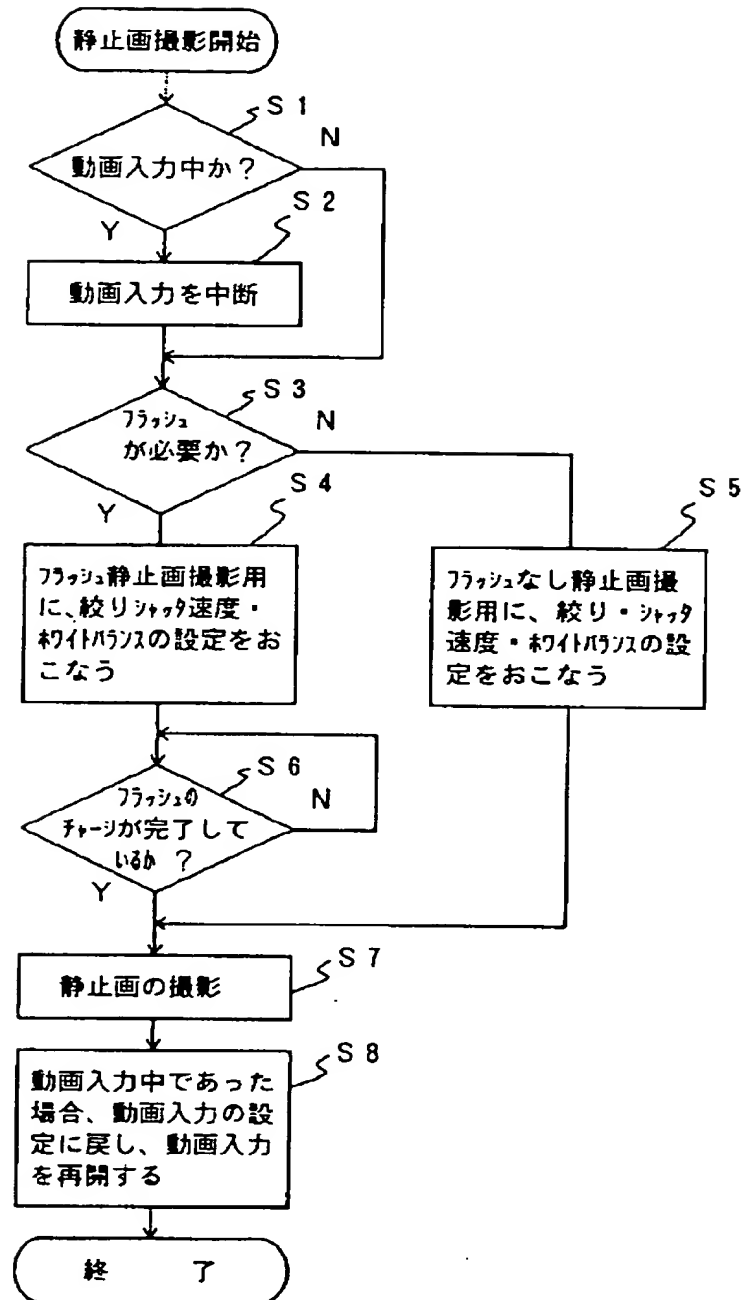 静止画撮影開始
S1
動画入力中か?
N
Y
S2
動画入力を中断
S3
フラッシュ
が必要か?
N
Y
S4
フラッシュ静止画撮影用
に、絞りシャッタ速度・
ホワイトバランスの設定をお
こなう
S5
フラッシュなし静止画撮
影用に、絞り・シャッタ
速度・ホワイトバランスの設
定をおこなう
S6
フラッシュの
チャージが完了して
いるか ?
N
Y
S7
静止画の撮影
S8
動画入力中であった
場合、動画入力の設
定に戻し、動画入力
を再開する
終 了